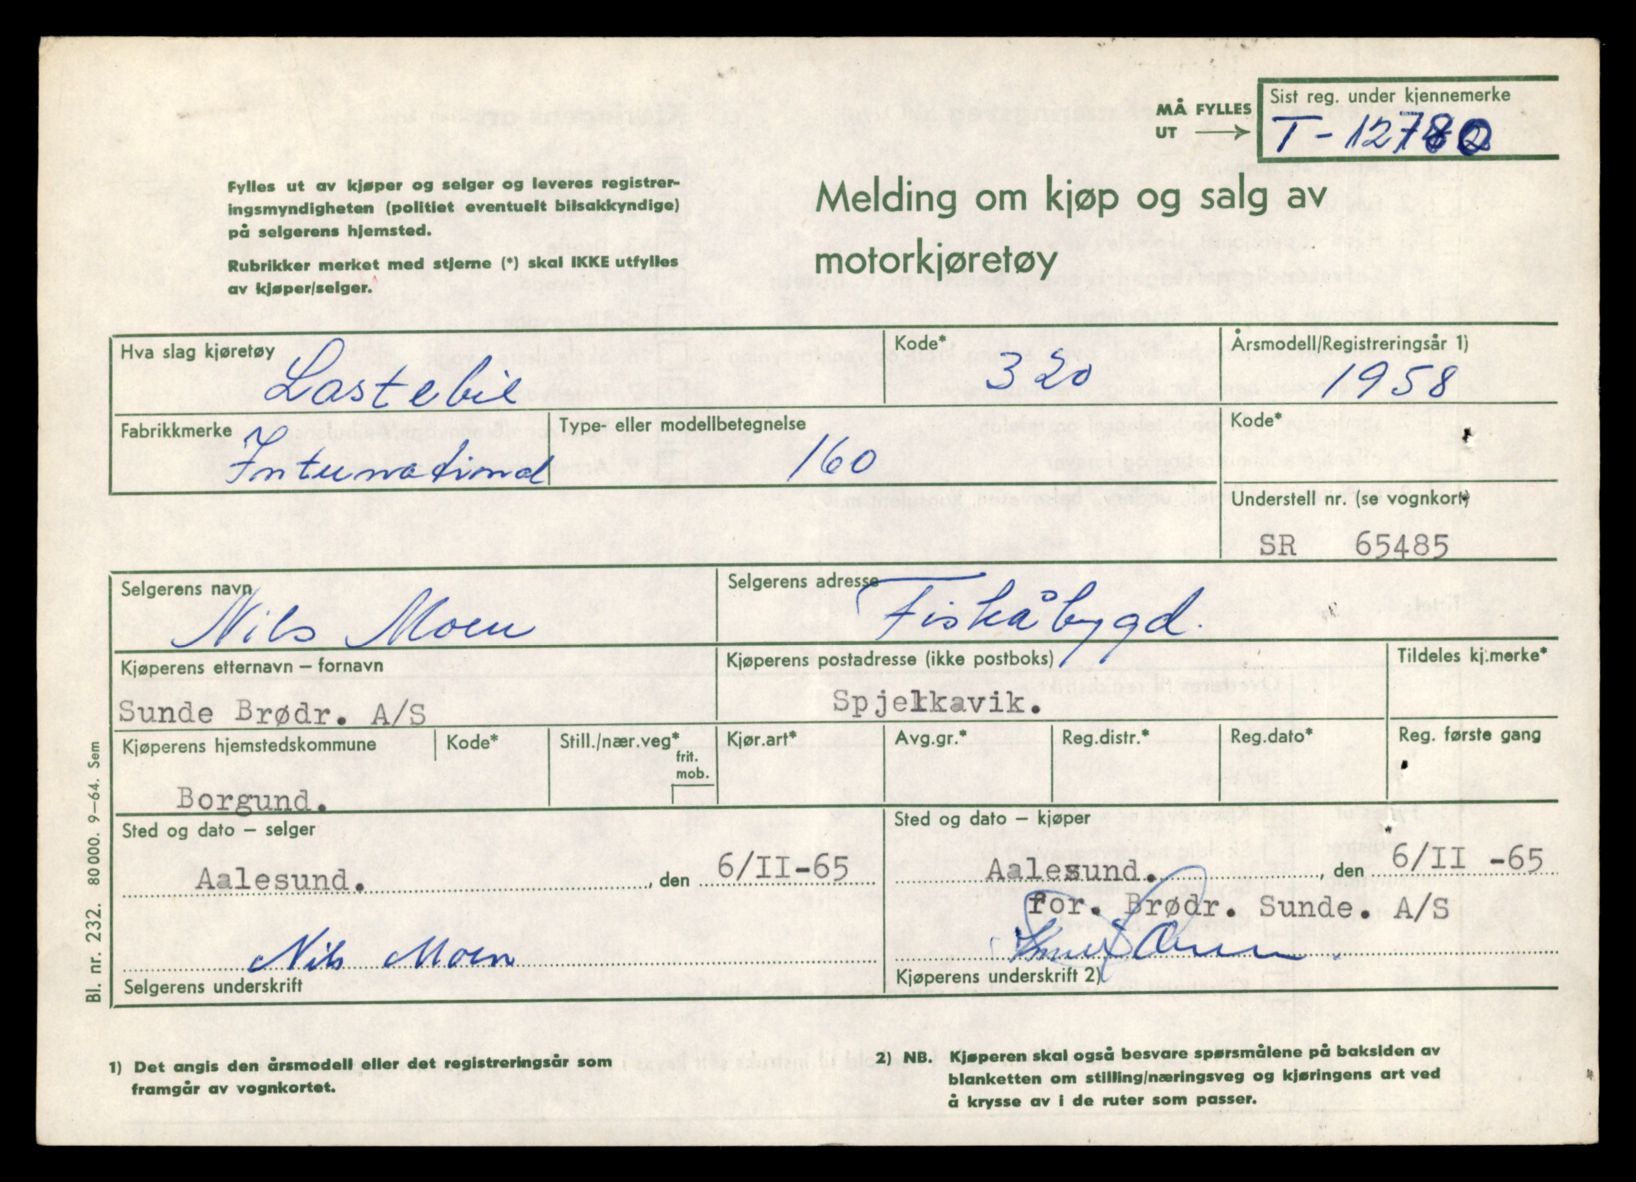 MÅ FYLLES
UT
Sist reg. under kjennemerke
T-12780
Fylles ut av kjøper og selger og leveres registrer-
ingsmyndigheten (politiet eventuelt bilsakkyndige)
på selgerens hjemsted.
Rubrikker merket med stjerne (*) skal IKKE utfylles
av kjøper/selger.
Melding om kjøp og salg av
motorkjøretøy
Hva slag kjøretøy
Lastebil
Kode*
320
Årsmodell/Registreringsår 1)
1958
Fabrikkmerke
International
Type- eller modellbetegnelse
160
Kode*
Understell nr. (se vognkort)
SR 65485
Selgerens navn
Nils Moen
Selgerens adresse
Fiskåbygd.
Kjøperens etternavn – fornavn
Sunde Brødr. A/S
Kjøperens postadresse (ikke postboks)
Spjelkavik.
Tildeles kj.merke*
Kjøperens hjemstedskommune
Borgund.
Kode*
Still./nær.veg*
frit.
mob.
Kjør.art*
Avg.gr.*
Reg.distr.*
Reg.dato*
Reg. første gang
Sted og dato – selger
Aalesund. , den 6/II-65
Nils Moen
Selgerens underskrift
Sted og dato – kjøper
Aalesund. , den 6/II -65
for. Brødr. Sunde. A/S
Kjøperens underskrift 2)
Bl. nr. 232. 80 000. 9–64. Sem
1) Det angis den årsmodell eller det registreringsår som
framgår av vognkortet.
2) NB. Kjøperen skal også besvare spørsmålene på baksiden av
blanketten om stilling/næringsveg og kjøringens art ved
å krysse av i de ruter som passer.